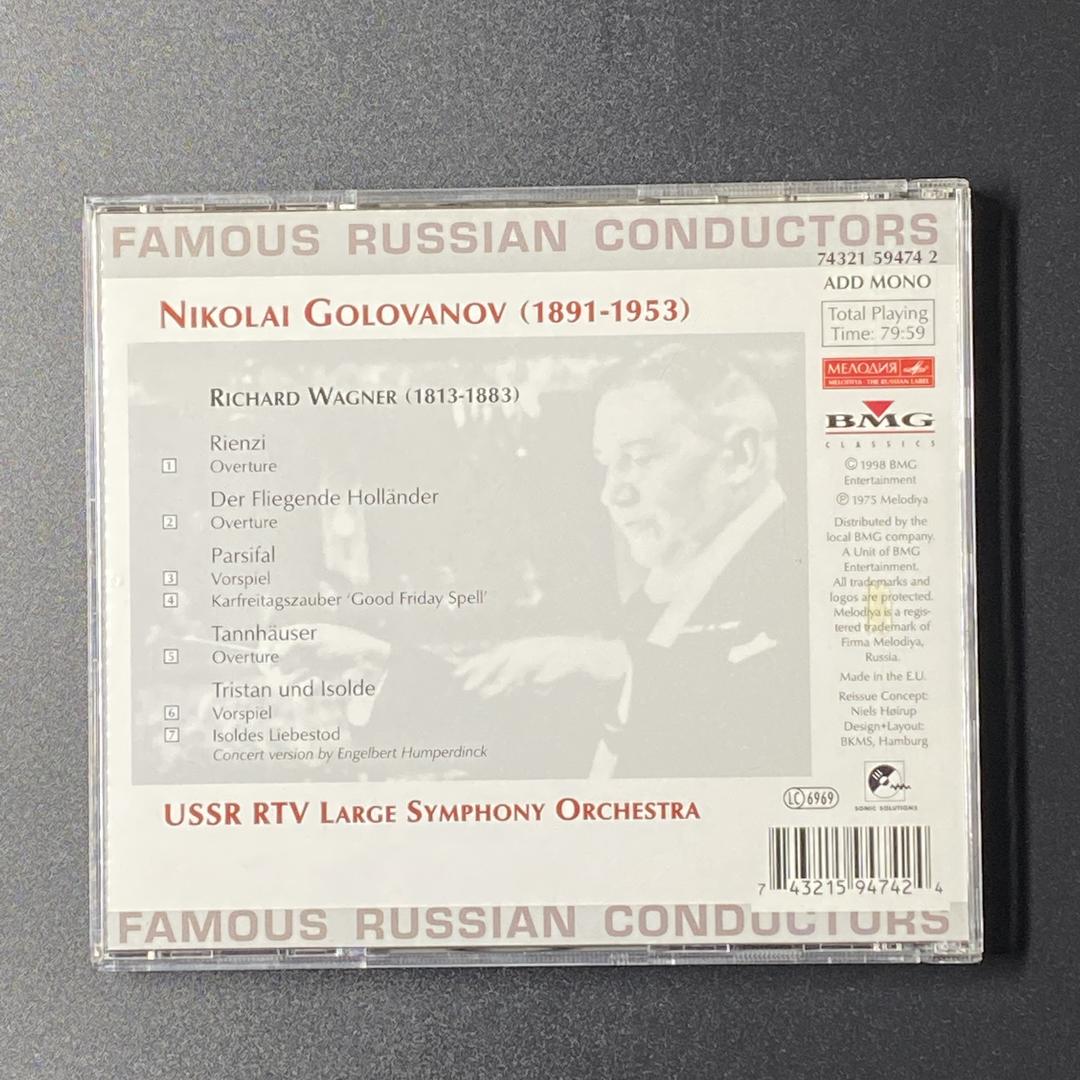 FAMOUS RUSSIAN CONDUCTORS
74321 59474 2
ADD MONO
NIKOLAI GOLOVANOV (1891-1953)
Total Playing
Time: 79:59
МЕЛОДИЯ
MELODIYA - THE RUSSIAN LABEL
BMG
CLASSICS
RICHARD WAGNER (1813-1883)
Rienzi
1 Overture
Der Fliegende Holländer
2 Overture
Parsifal
3 Vorspiel
4 Karfreitagszauber 'Good Friday Spell'
Tannhäuser
5 Overture
Tristan und Isolde
6 Vorspiel
7 Isoldes Liebestod
Concert version by Engelbert Humperdinck
© 1998 BMG
Entertainment
℗ 1975 Melodiya
Distributed by the
local BMG company.
A Unit of BMG
Entertainment.
All trademarks and
logos are protected.
Melodiya is a regis-
tered trademark of
Firma Melodiya,
Russia.
Made in the E.U.
Reissue Concept:
Niels Høirup
Design+Layout:
BKMS, Hamburg
LC 6969
SONIC SOLUTIONS
USSR RTV LARGE SYMPHONY ORCHESTRA
7 43215 94742 4
FAMOUS RUSSIAN CONDUCTORS